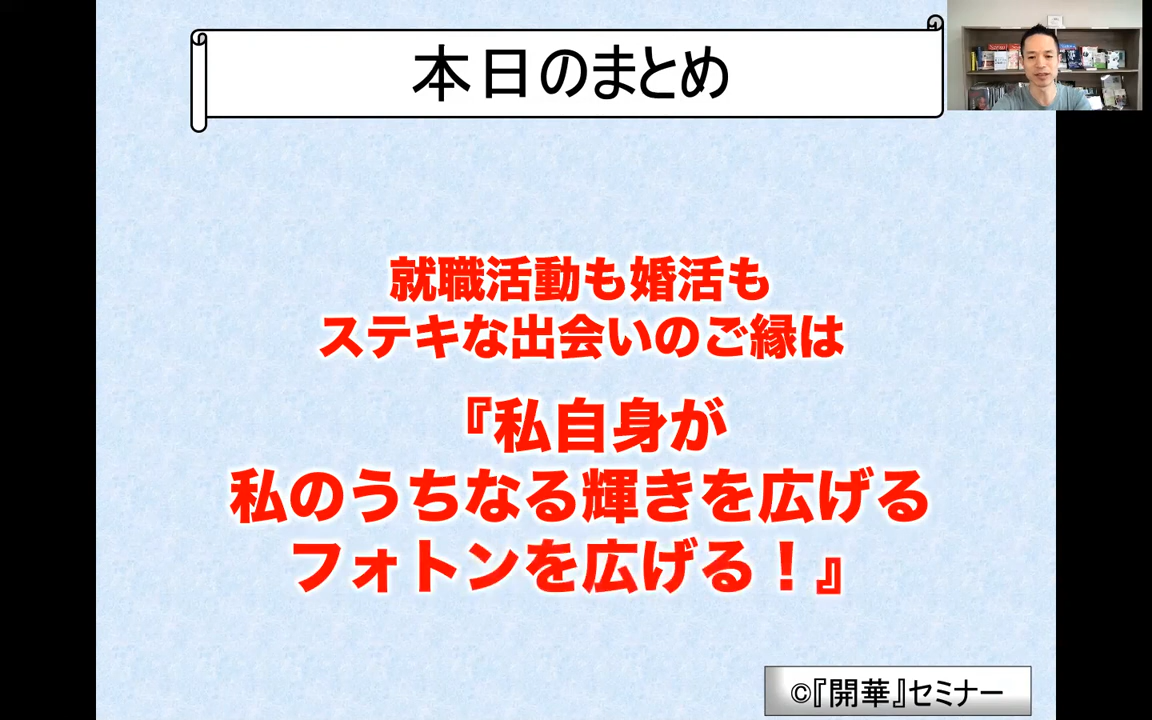 本日のまとめ
就職活動も婚活も
ステキな出会いのご縁は
『私自身が
私のうちなる輝きを広げる
フォトンを広げる！』
©『開華』セミナー